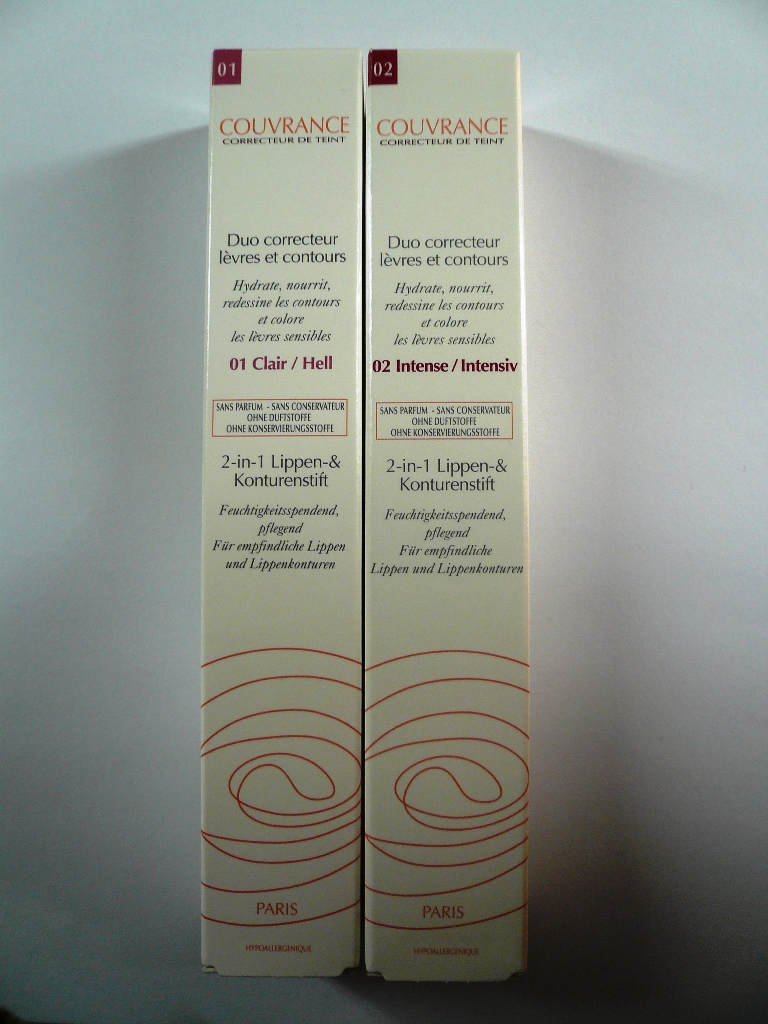 01
COUVRANCE
CORRECTEUR DE TEINT
Duo correcteur
lèvres et contours
Hydrate, nourrit,
redessine les contours
et colore
les lèvres sensibles
01 Clair / Hell
SANS PARFUM - SANS CONSERVATEUR
OHNE DUFTSTOFFE
OHNE KONSERVIERUNGSSTOFFE
2-in-1 Lippen-&
Konturenstift
Feuchtigkeitsspendend,
pflegend
Für empfindliche Lippen
und Lippenkonturen
PARIS
HYPOALLERGÉNIQUE
02
COUVRANCE
CORRECTEUR DE TEINT
Duo correcteur
lèvres et contours
Hydrate, nourrit,
redessine les contours
et colore
les lèvres sensibles
02 Intense / Intensiv
SANS PARFUM - SANS CONSERVATEUR
OHNE DUFTSTOFFE
OHNE KONSERVIERUNGSSTOFFE
2-in-1 Lippen-&
Konturenstift
Feuchtigkeitsspendend,
pflegend
Für empfindliche
Lippen und Lippenkonturen
PARIS
HYPOALLERGÉNIQUE